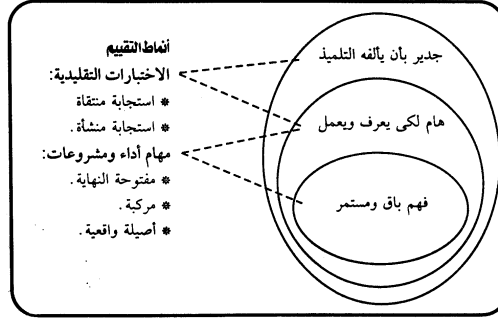 أنماط التقييم
الاختبارات التقليدية:
* استجابة منتقاة
* استجابة منشأة.
مهام أداء ومشروعات:
* مفتوحة النهاية.
* مركبة.
* أصيلة واقعية.
جدير بأن يألفه التلميذ
هام لكى يعرف ويعمل
فهم باق ومستمر